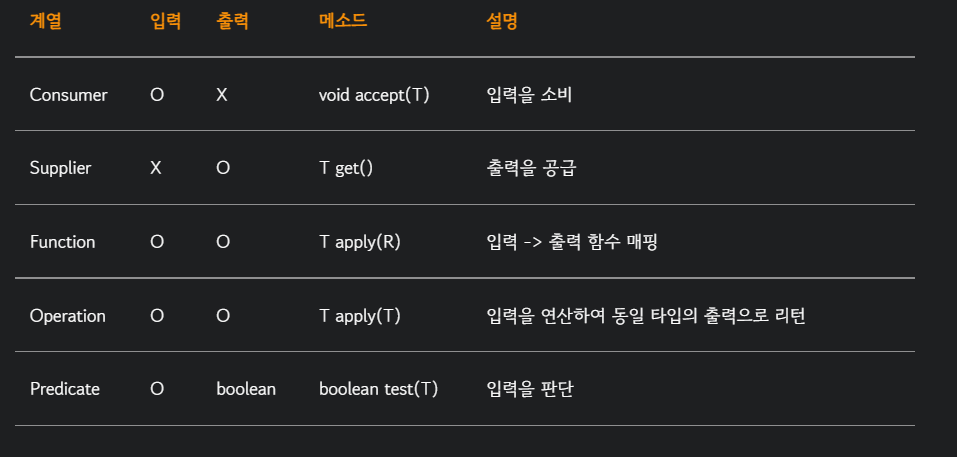 계열 입력 출력 메소드 설명
Consumer O X void accept(T) 입력을 소비
Supplier X O T get() 출력을 공급
Function O O T apply(R) 입력 -> 출력 함수 매핑
Operation O O T apply(T) 입력을 연산하여 동일 타입의 출력으로 리턴
Predicate O boolean boolean test(T) 입력을 판단